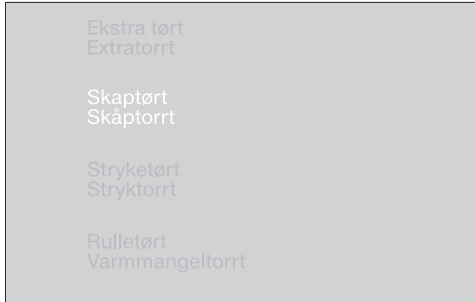 Ekstra tørt
Extratorrt
Skaptørt
Skåptorrt
Stryketørt
Stryktorrt
Rulletørt
Varmmangeltorrt